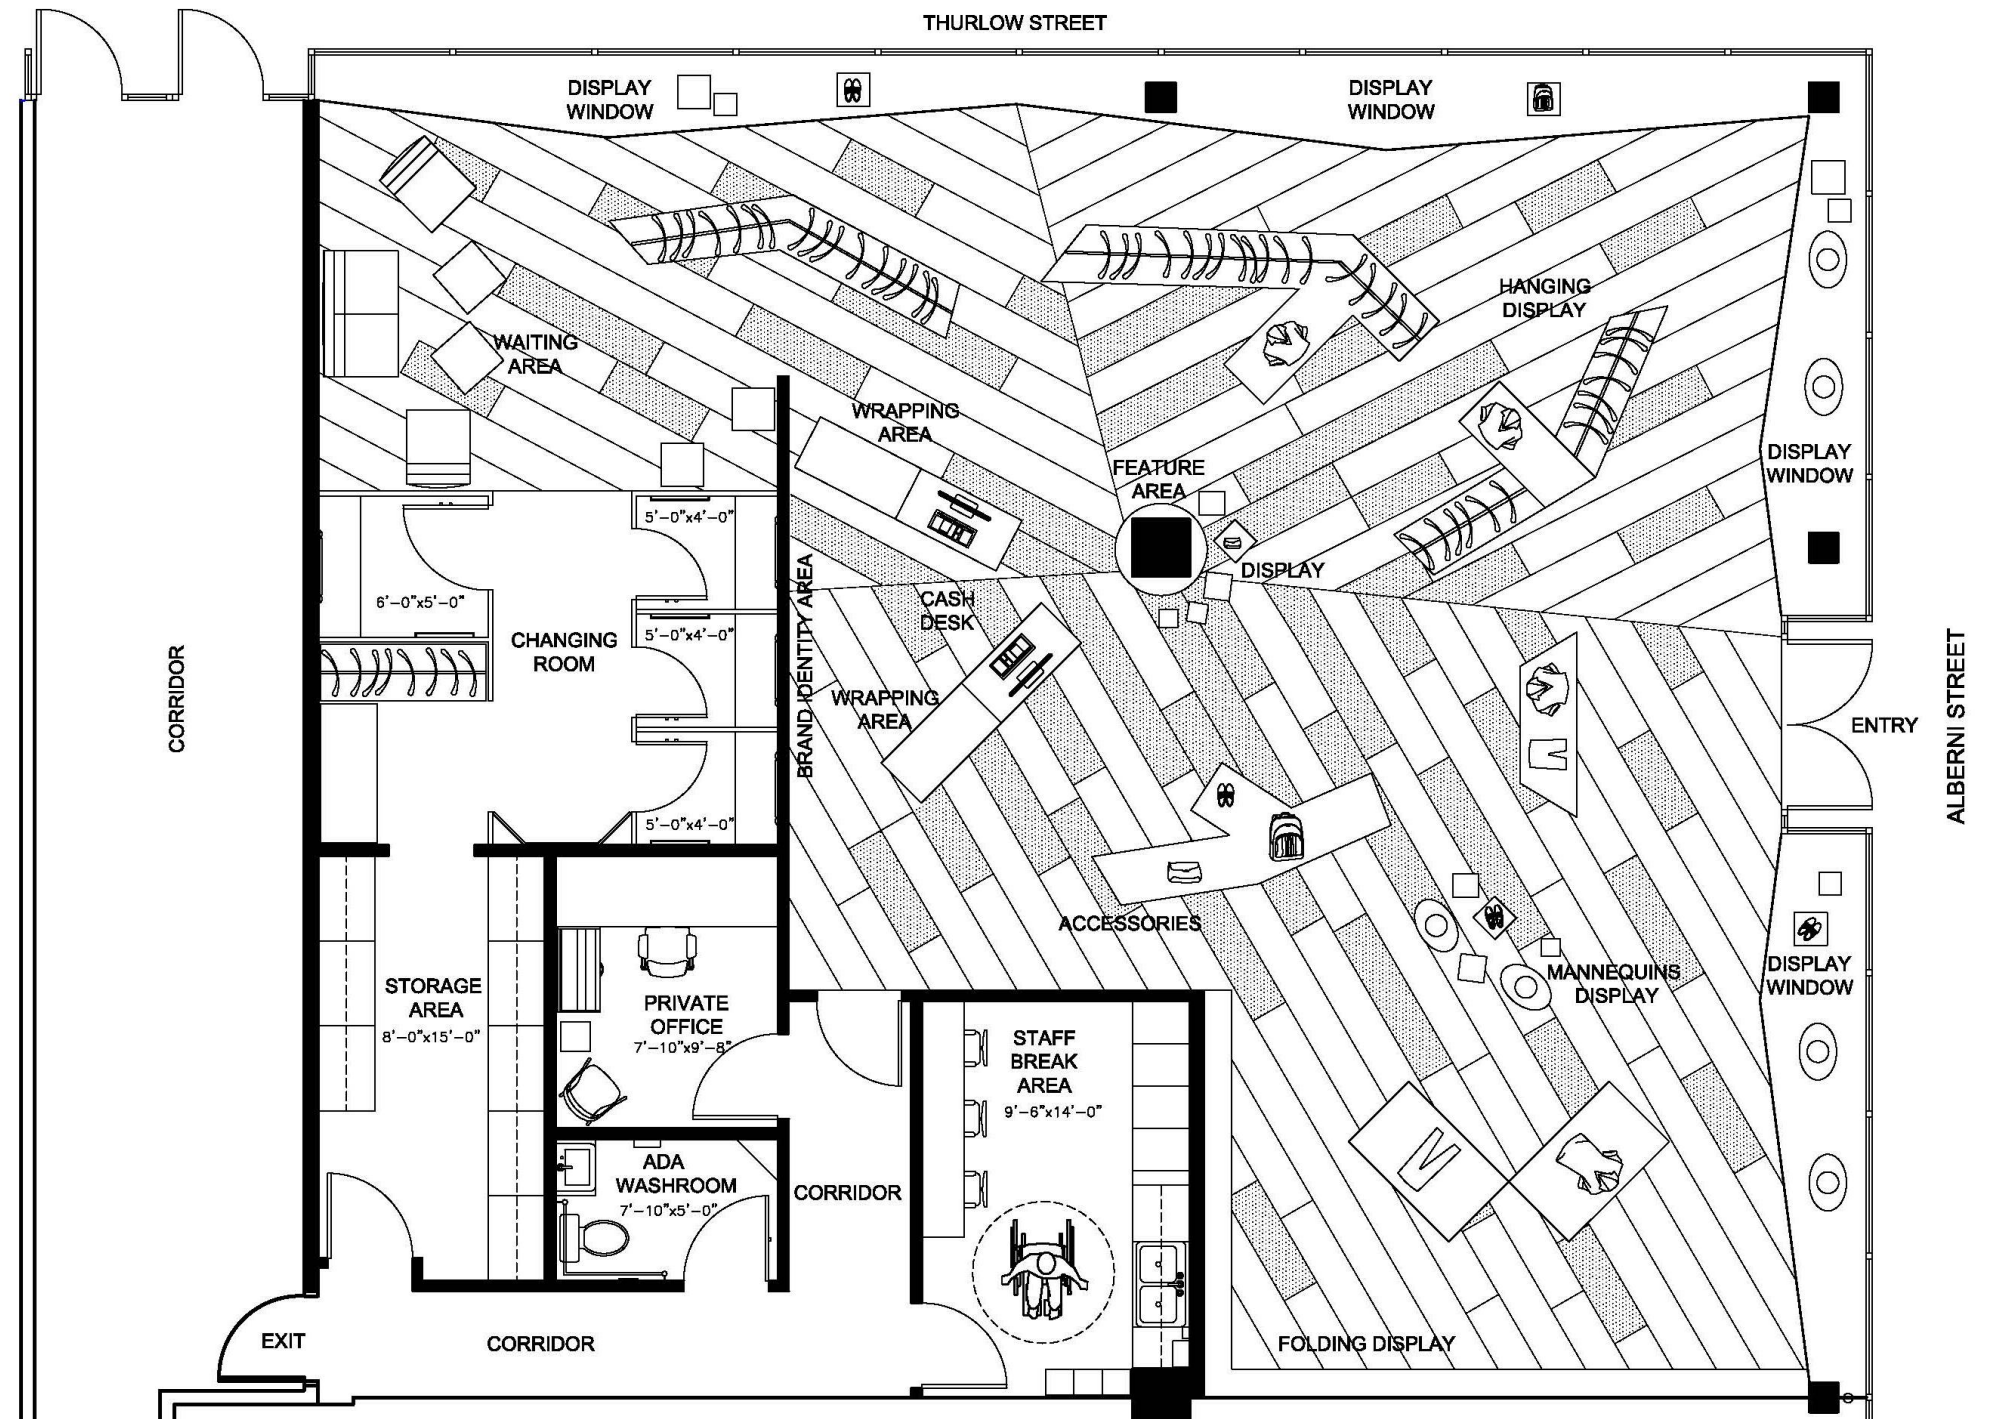 THURLOW STREET
DISPLAY
WINDOW
DISPLAY
WINDOW
HANGING
DISPLAY
WAITING
AREA
WRAPPING
AREA
FEATURE
AREA
DISPLAY
WINDOW
5'-0"x4'-0"
6'-0"x5'-0"
DISPLAY
CASH
DESK
BRAND IDENTITY AREA
CHANGING
ROOM
5'-0"x4'-0"
WRAPPING
AREA
CORRIDOR
ENTRY
ALBERNI STREET
5'-0"x4'-0"
ACCESSORIES
STORAGE
AREA
8'-0"x15'-0"
PRIVATE
OFFICE
7'-10"x9'-8"
MANNEQUINS
DISPLAY
DISPLAY
WINDOW
STAFF
BREAK
AREA
9'-6"x14'-0"
ADA
WASHROOM
7'-10"x5'-0"
CORRIDOR
EXIT
CORRIDOR
FOLDING DISPLAY